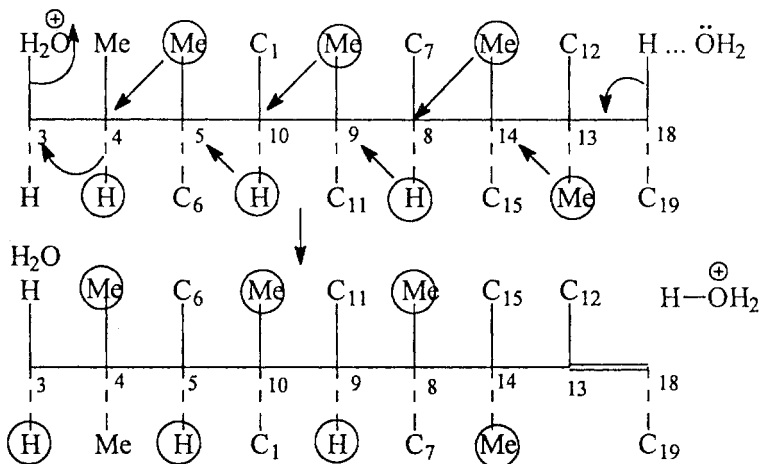 ⊕
H₂O Me Me C₁ Me C₇ Me C₁₂ H ... ÖH₂
3 4 5 10 9 8 14 13 18
H H C₆ H C₁₁ H C₁₅ Me C₁₉
H₂O
⊕
H Me C₆ Me C₁₁ Me C₁₅ C₁₂ H—OH₂
3 4 5 10 9 8 14 13 18
H Me H C₁ H C₇ Me C₁₉